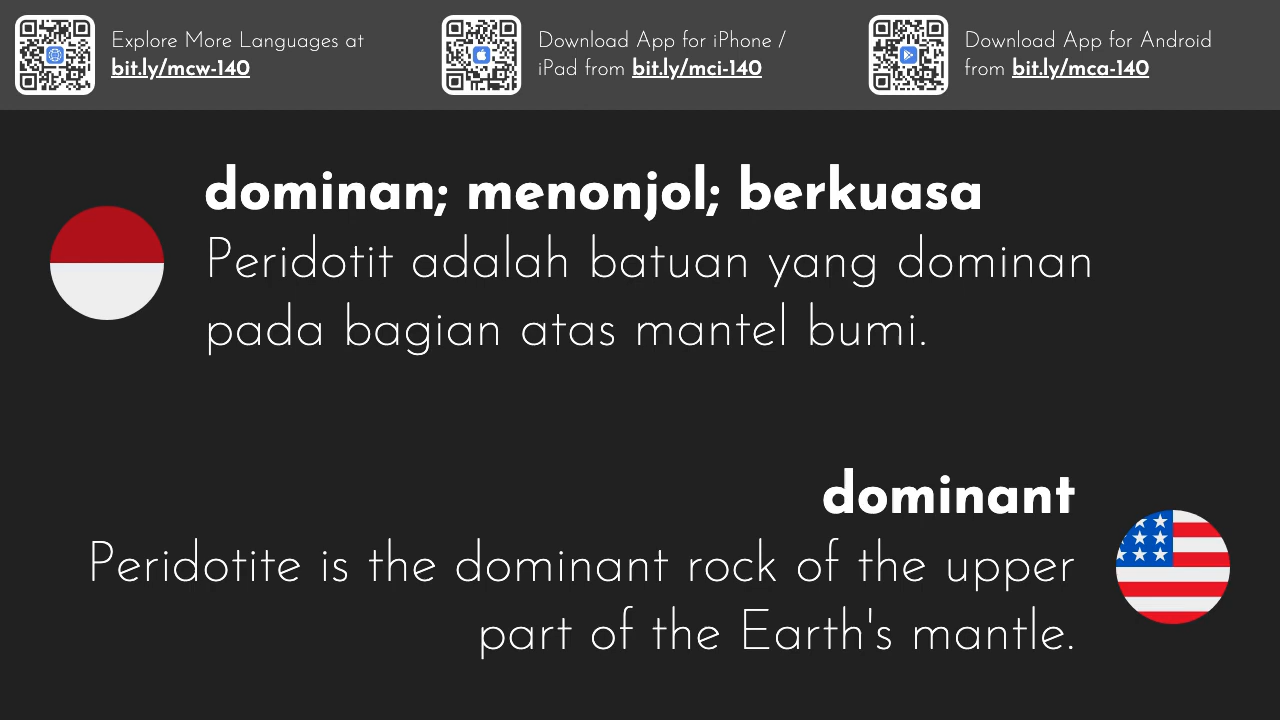 Explore More Languages at
bit.ly/mcw-140
Download App for iPhone /
iPad from bit.ly/mci-140
Download App for Android
from bit.ly/mca-140
dominan; menonjol; berkuasa
Peridotit adalah batuan yang dominan
pada bagian atas mantel bumi.
dominant
Peridotite is the dominant rock of the upper
part of the Earth's mantle.